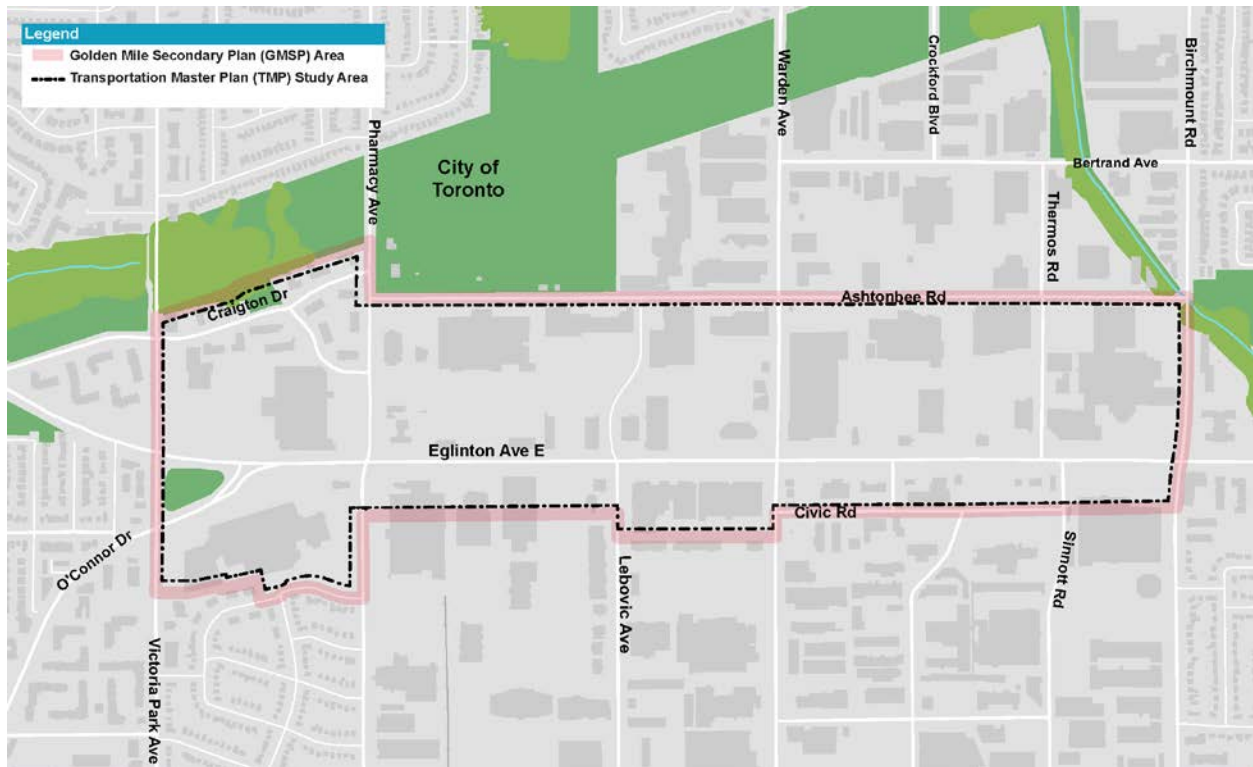 Legend
Golden Mile Secondary Plan (GMSP) Area
Transportation Master Plan (TMP) Study Area
Pharmacy Ave
City of
Toronto
Warden Ave
Crockford Blvd
Birchmount Rd
Bertrand Ave
Thermos Rd
Craigton Dr
Ashtonbee Rd
Eglinton Ave E
Civic Rd
O'Connor Dr
Victoria Park Ave
Lebovic Ave
Sinnott Rd